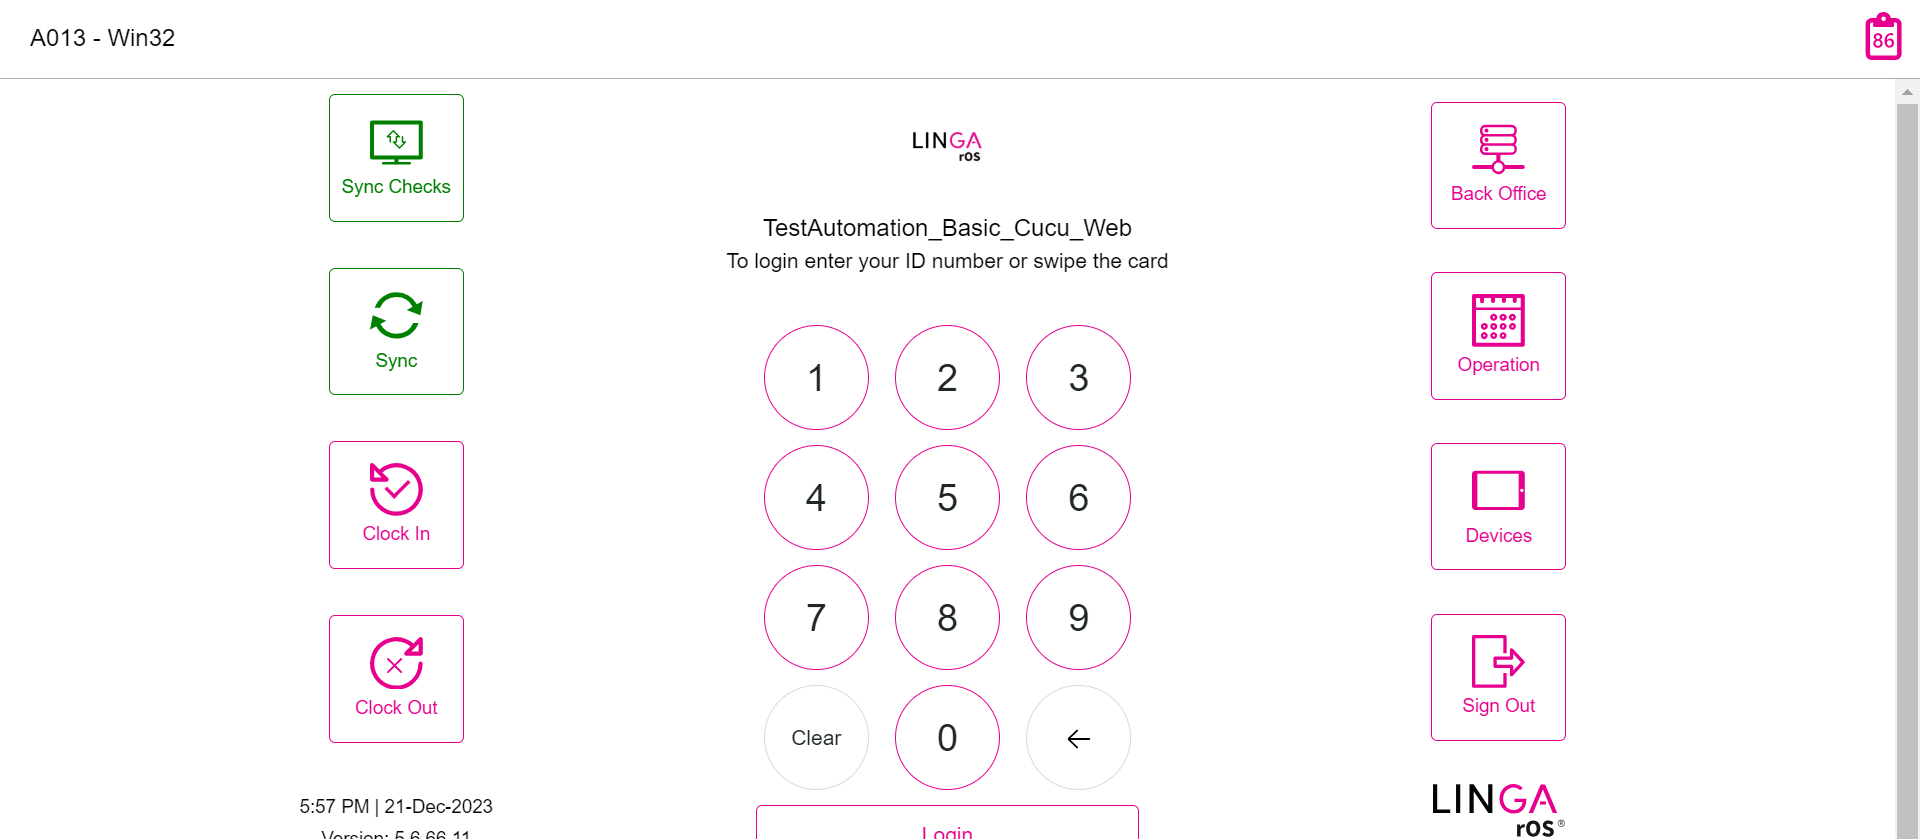 A013 - Win32
86
Sync Checks
Sync
Clock In
Clock Out
5:57 PM | 21-Dec-2023
Version: 5.6.66.11
LINGA
rOS
TestAutomation_Basic_Cucu_Web
To login enter your ID number or swipe the card
1 2 3
4 5 6
7 8 9
Clear 0 ←
Login
Back Office
Operation
Devices
Sign Out
LINGA
rOS®